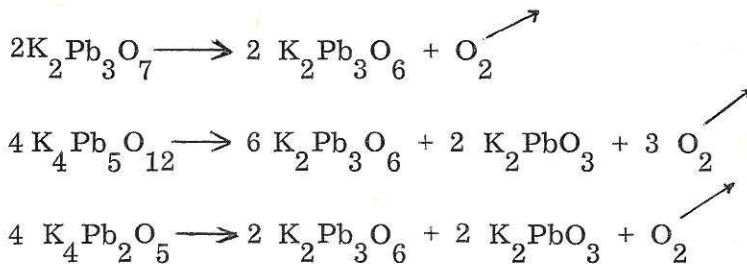 2K₂Pb₃O₇ ⟶ 2 K₂Pb₃O₆ + O₂ ↗
4 K₄Pb₅O₁₂ ⟶ 6 K₂Pb₃O₆ + 2 K₂PbO₃ + 3 O₂ ↗
4 K₄Pb₂O₅ ⟶ 2 K₂Pb₃O₆ + 2 K₂PbO₃ + O₂ ↗